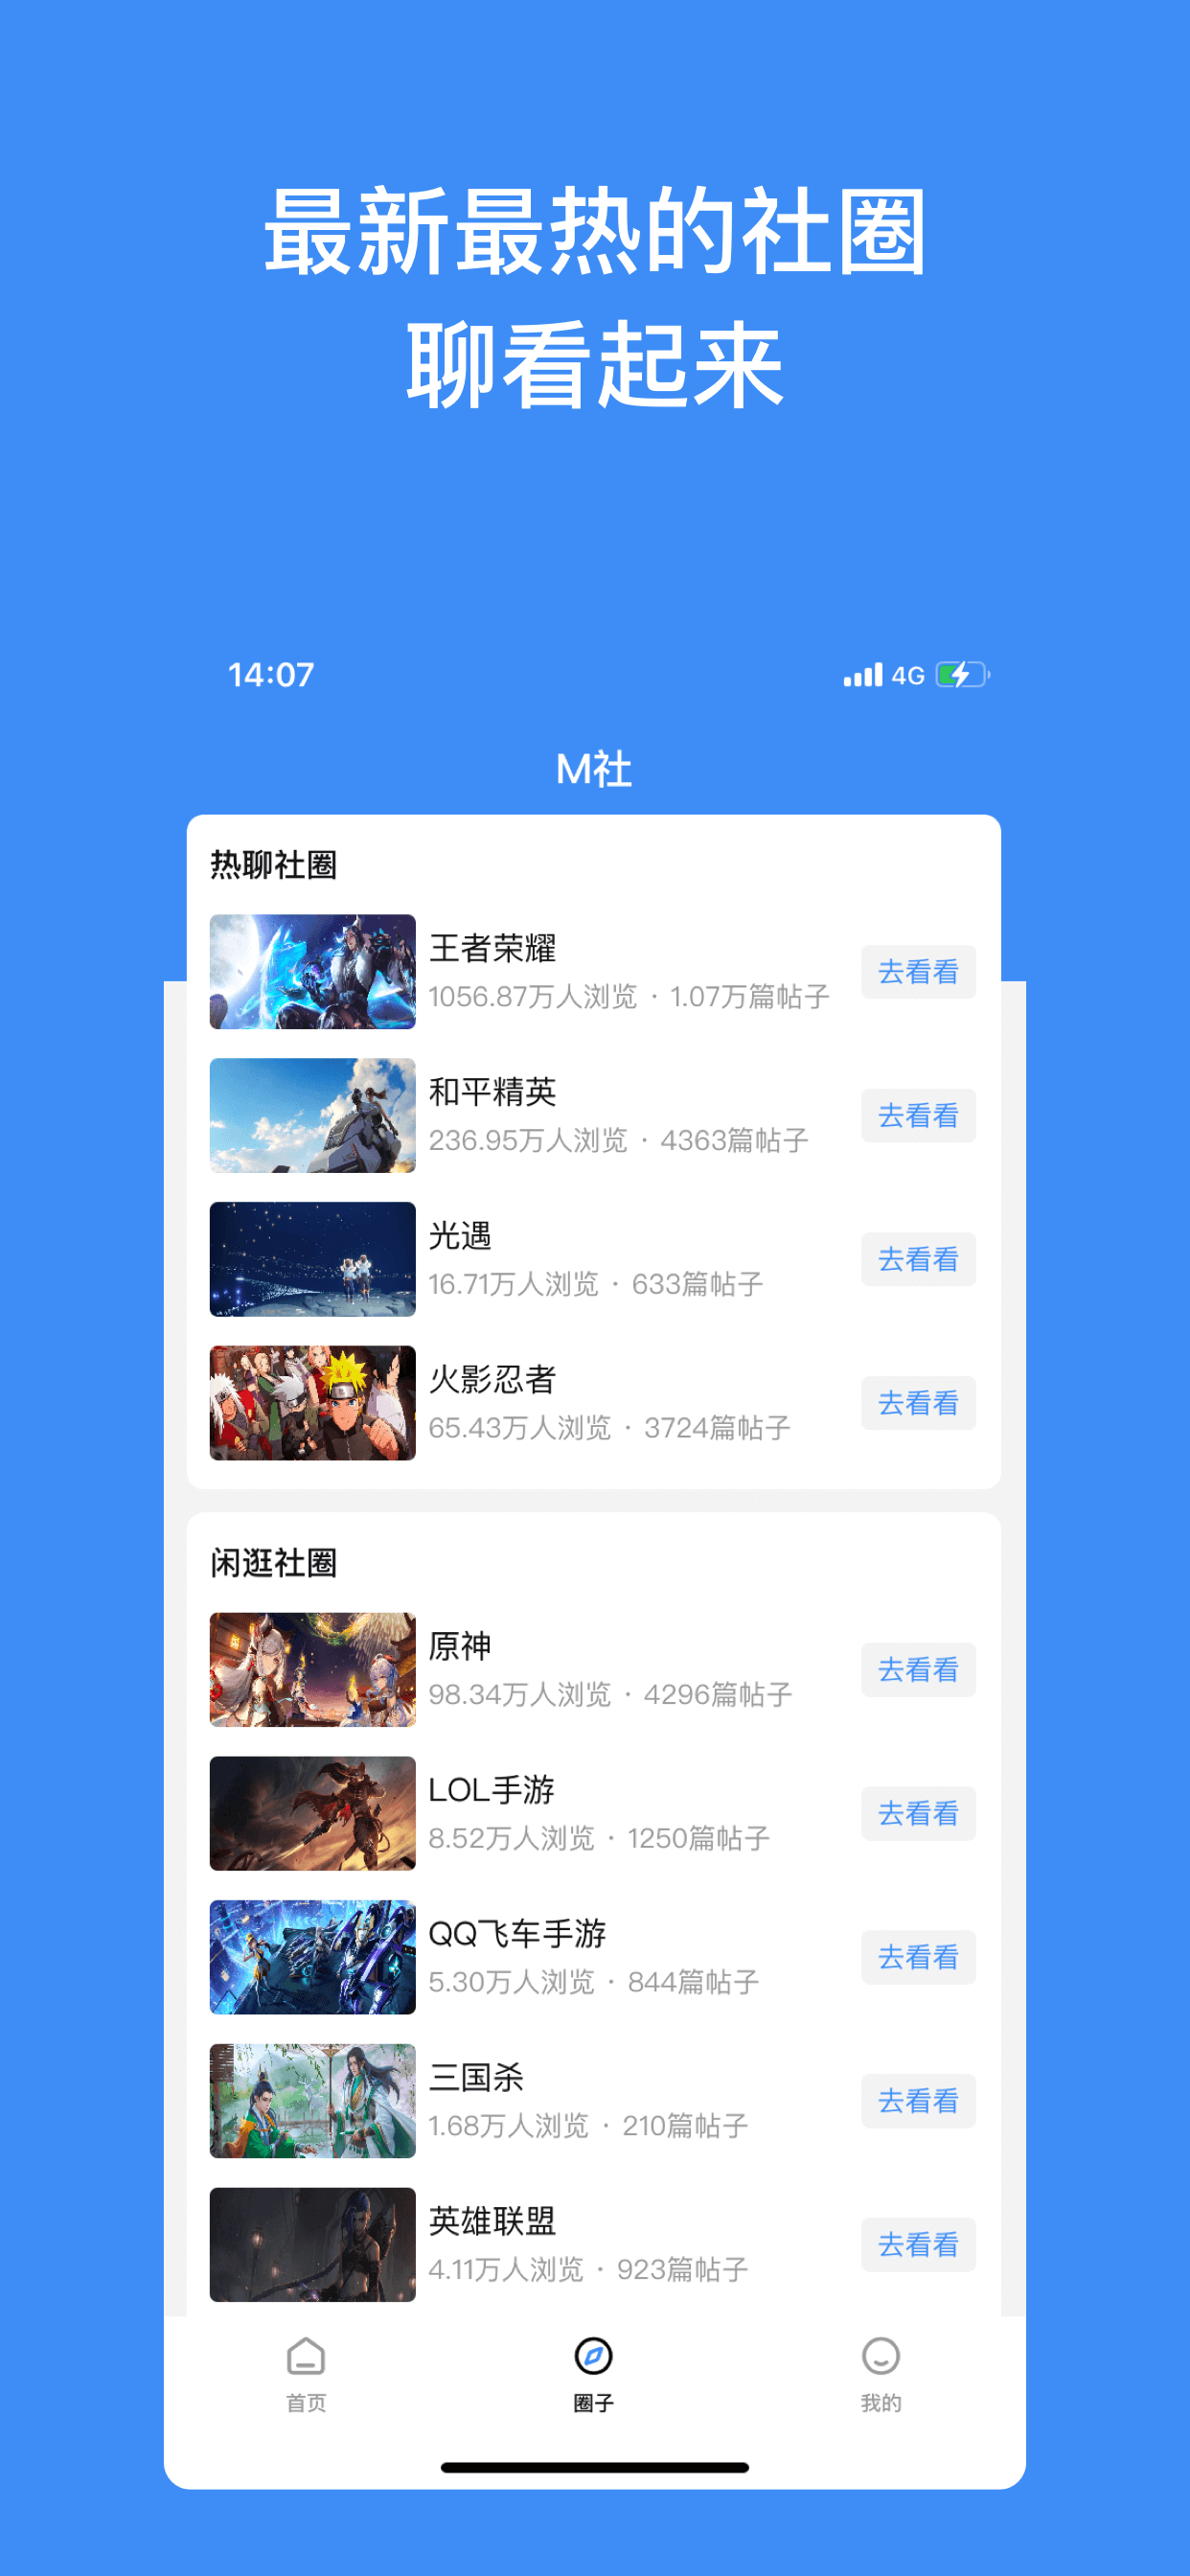 最新最热的社圈
聊看起来
14:07
4G
M社
热聊社圈
王者荣耀
1056.87万人浏览 · 1.07万篇帖子
去看看
和平精英
236.95万人浏览 · 4363篇帖子
去看看
光遇
16.71万人浏览 · 633篇帖子
去看看
火影忍者
65.43万人浏览 · 3724篇帖子
去看看
闲逛社圈
原神
98.34万人浏览 · 4296篇帖子
去看看
LOL手游
8.52万人浏览 · 1250篇帖子
去看看
QQ飞车手游
5.30万人浏览 · 844篇帖子
去看看
三国杀
1.68万人浏览 · 210篇帖子
去看看
英雄联盟
4.11万人浏览 · 923篇帖子
去看看
首页
圈子
我的